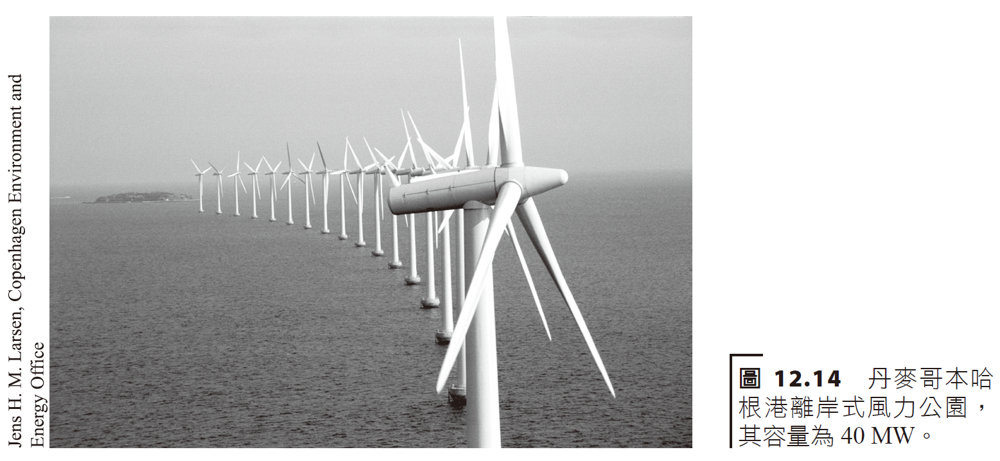 Jens H. M. Larsen, Copenhagen Environment and
Energy Office
圖 12.14 丹麥哥本哈
根港離岸式風力公園，
其容量為 40 MW。